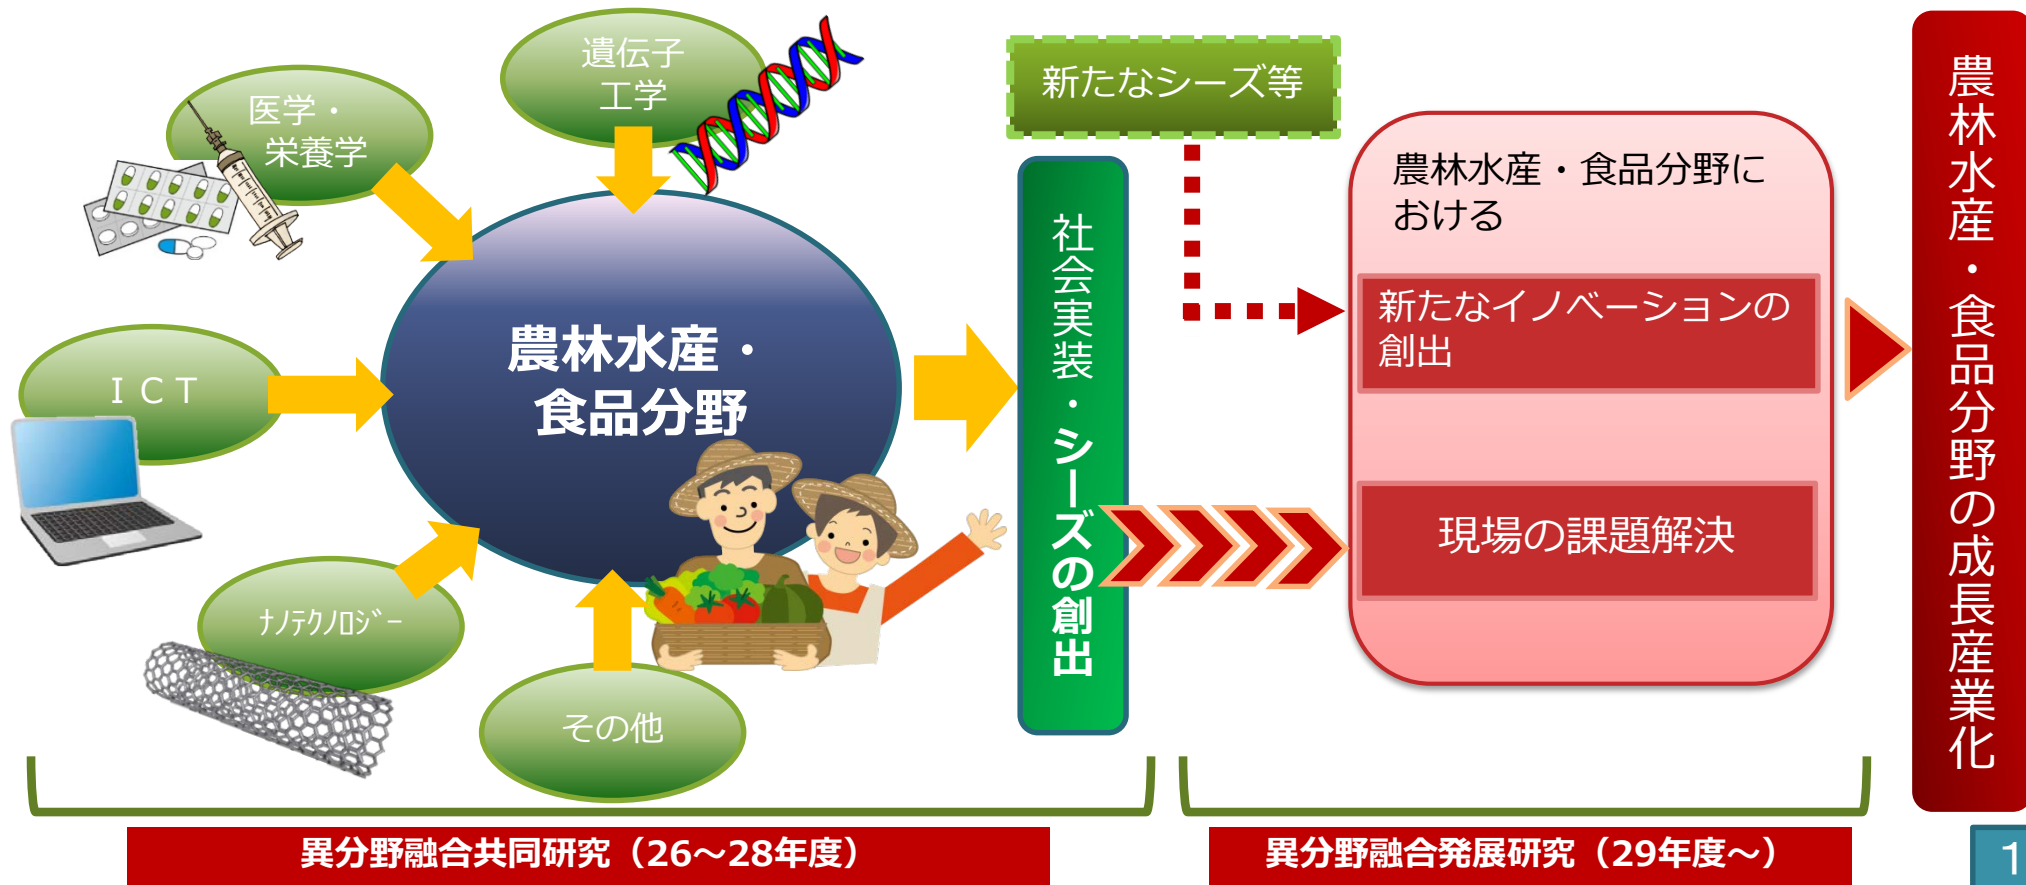 遺伝子
工学
医学・
栄養学
ＩＣＴ
ﾅﾉﾃｸﾉﾛｼﾞｰ
その他
農林水産・
食品分野
社会実装・シーズの創出
新たなシーズ等
農林水産・食品分野に
おける
新たなイノベーションの
創出
現場の課題解決
農林水産・食品分野の成長産業化
異分野融合共同研究（26～28年度）
異分野融合発展研究（29年度～）
1